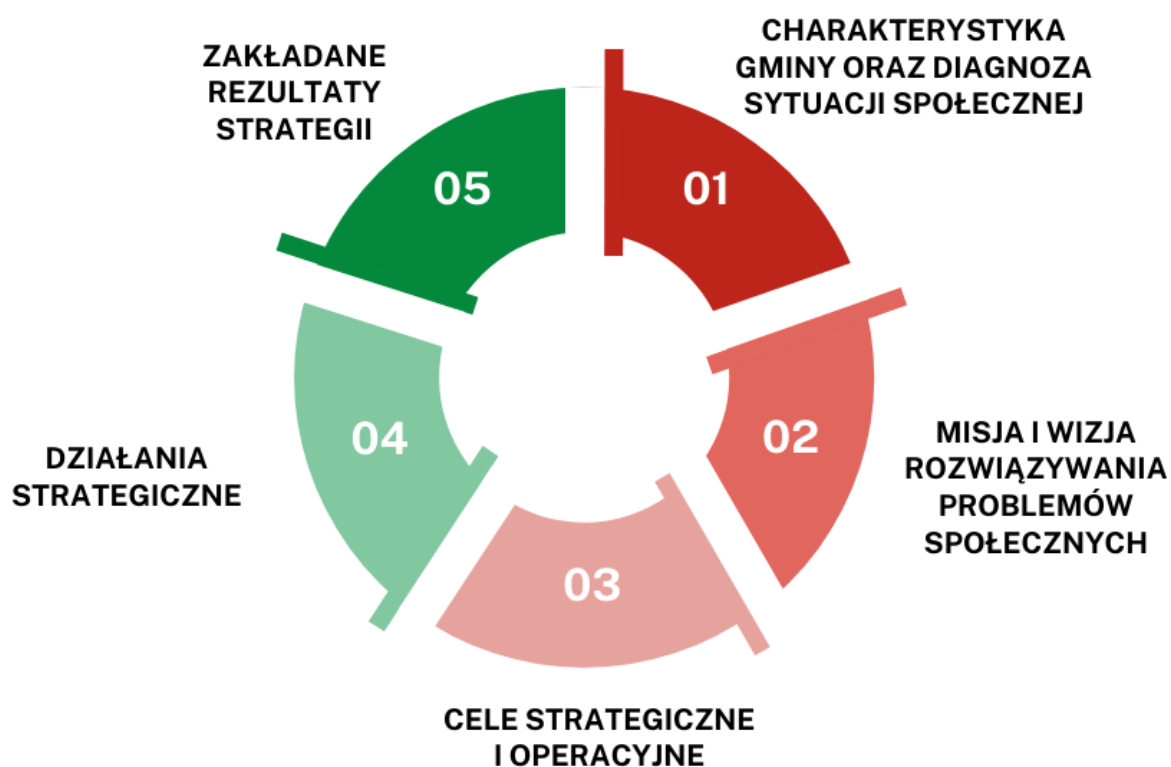 01
CHARAKTERYSTYKA
GMINY ORAZ DIAGNOZA
SYTUACJI SPOŁECZNEJ
02
MISJA I WIZJA
ROZWIĄZYWANIA
PROBLEMÓW
SPOŁECZNYCH
03
CELE STRATEGICZNE
I OPERACYJNE
04
DZIAŁANIA
STRATEGICZNE
05
ZAKŁADANE
REZULTATY
STRATEGII